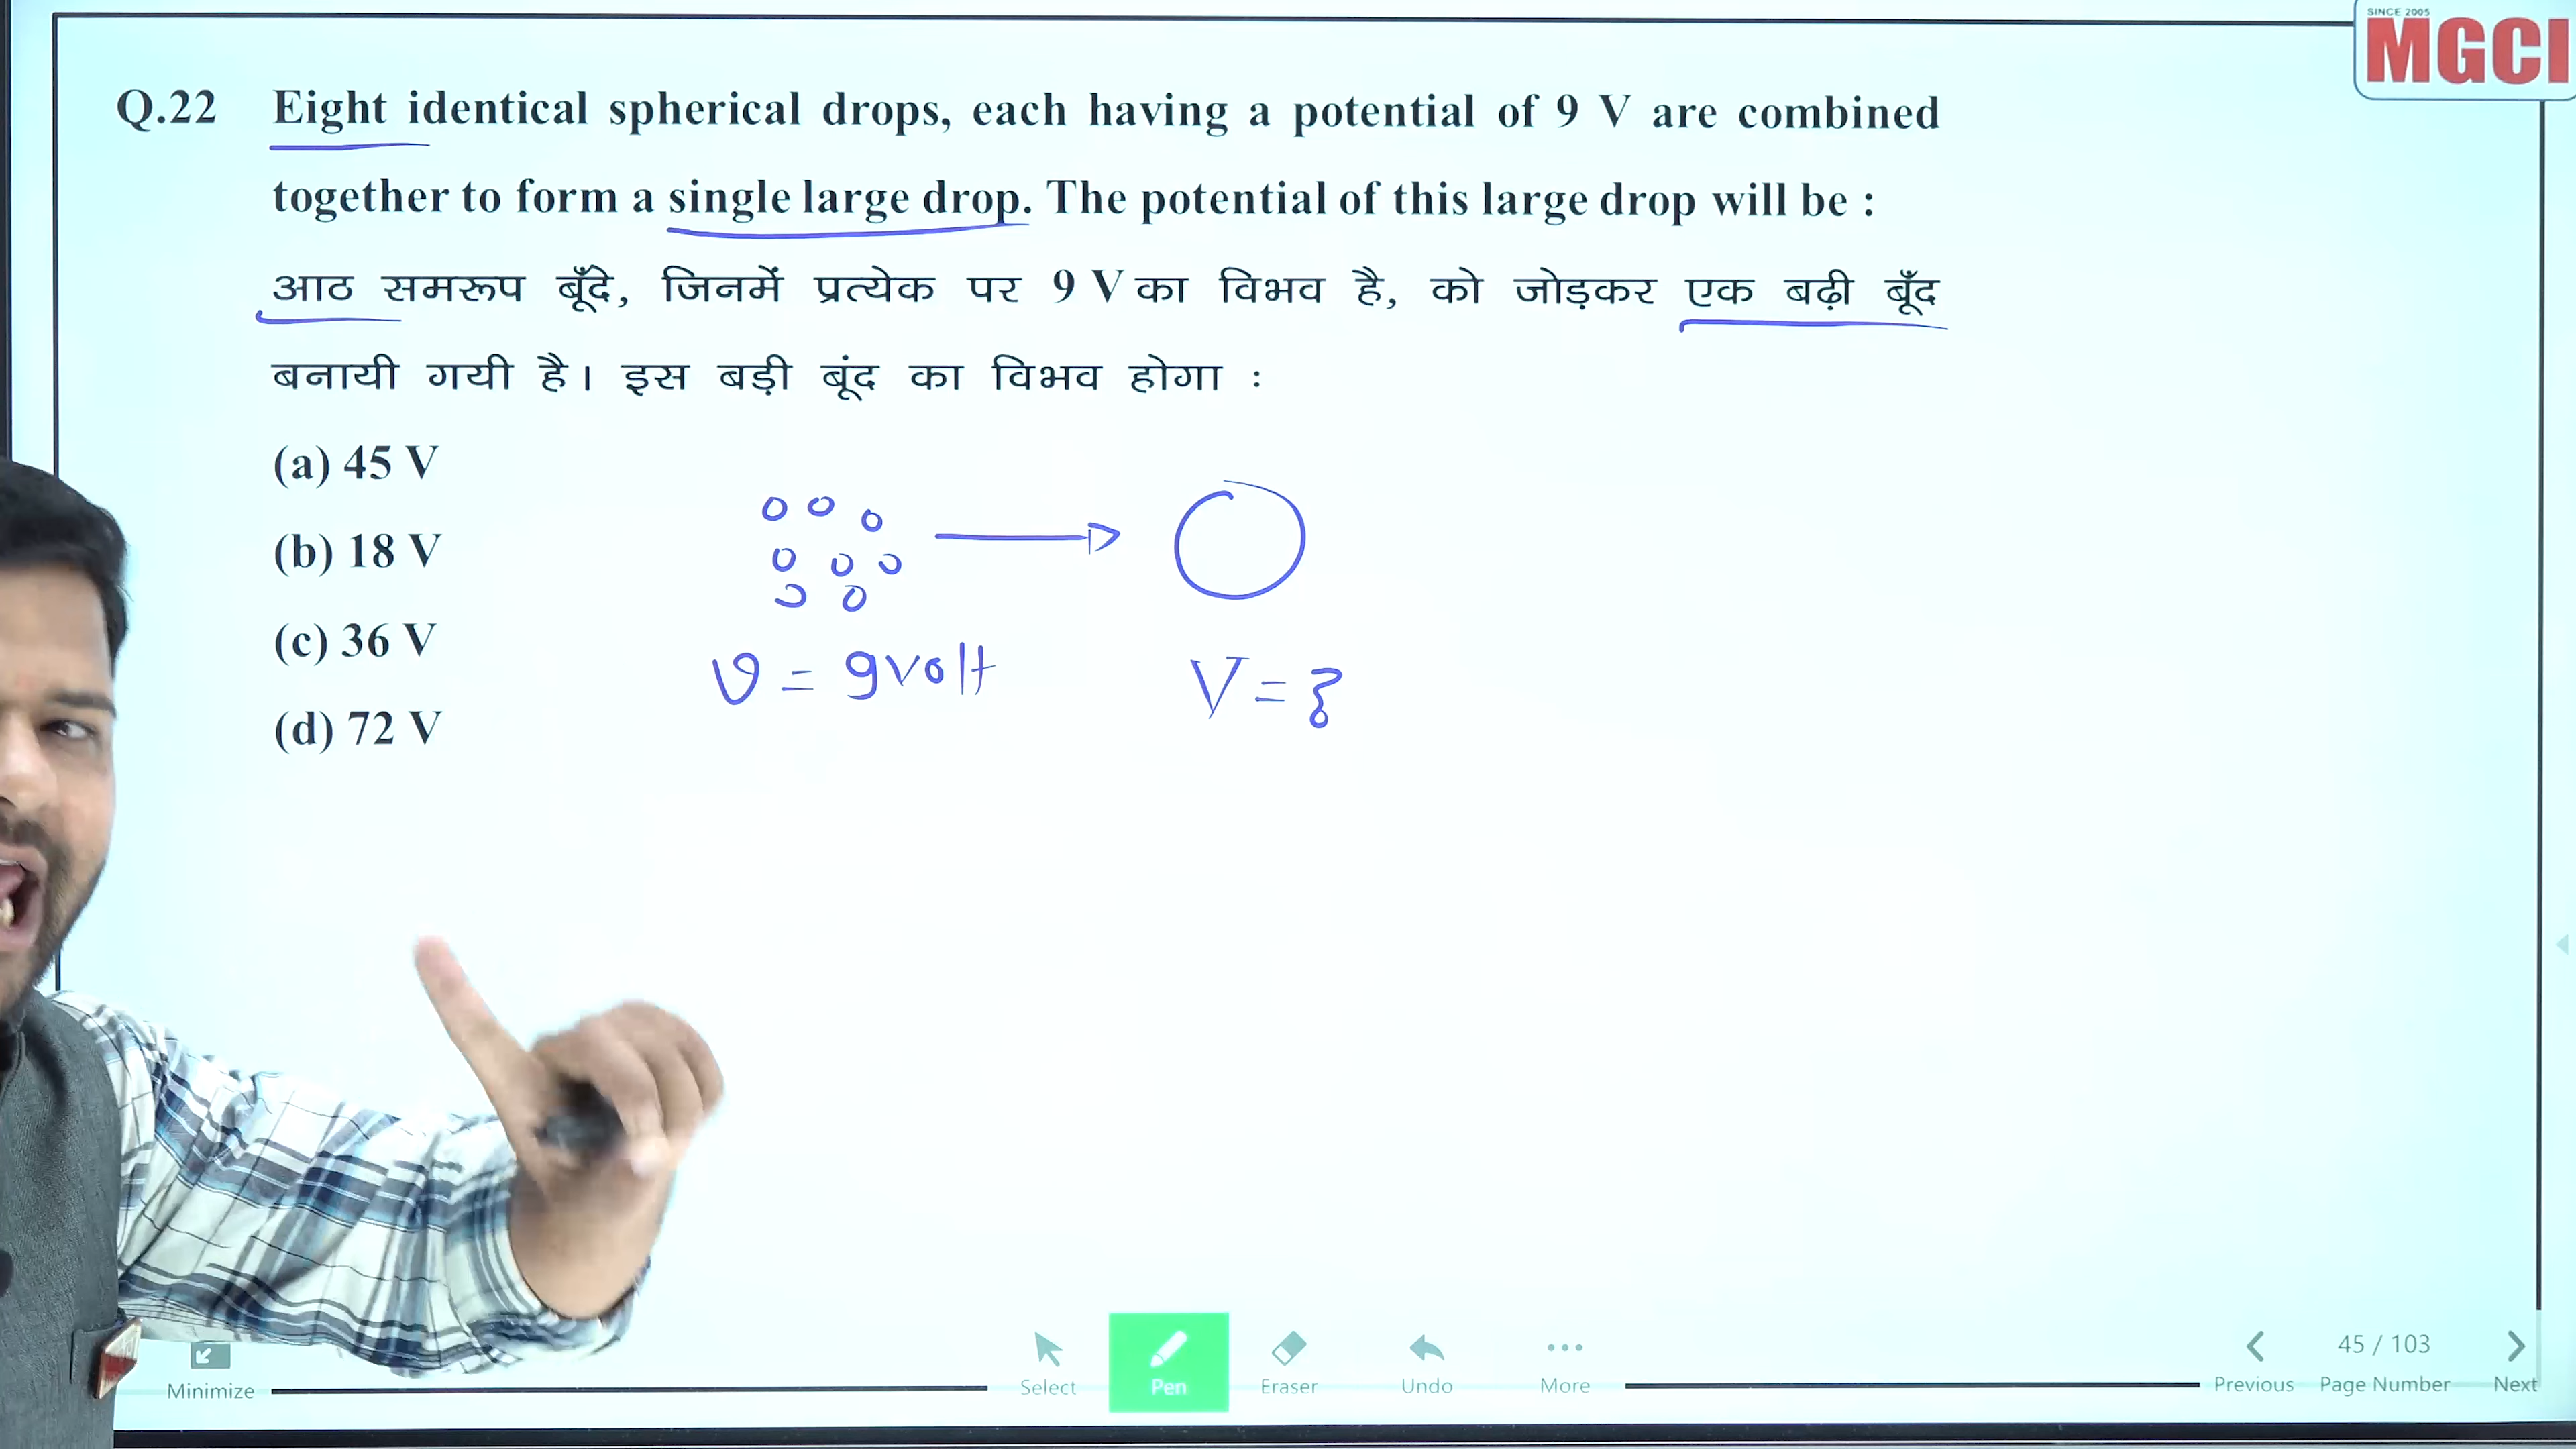 SINCE 2005
MGCI
Q.22 Eight identical spherical drops, each having a potential of 9 V are combined
together to form a single large drop. The potential of this large drop will be :
आठ समरूप बूँदे, जिनमें प्रत्येक पर 9 V का विभव है, को जोड़कर एक बढ़ी बूँद
बनायी गयी है। इस बड़ी बूंद का विभव होगा :
(a) 45 V
(b) 18 V
(c) 36 V
(d) 72 V
v = 9volt
V = ?
Minimize
Select
Pen
Eraser
Undo
More
Previous
45 / 103
Page Number
Next